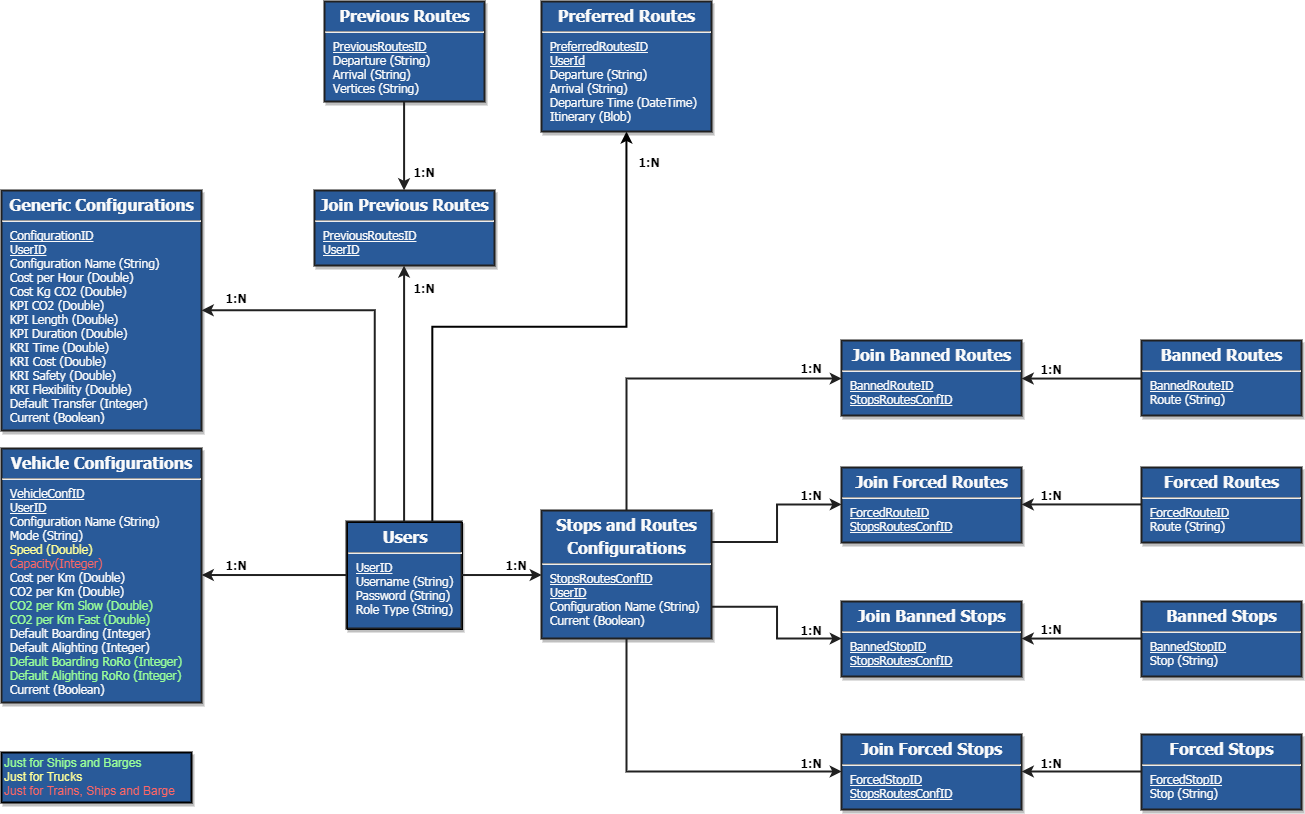 Previous Routes
PreviousRoutesID
Departure (String)
Arrival (String)
Vertices (String)
Preferred Routes
PreferredRoutesID
UserId
Departure (String)
Arrival (String)
Departure Time (DateTime)
Itinerary (Blob)
1:N
1:N
Join Previous Routes
PreviousRoutesID
UserID
1:N
Generic Configurations
ConfigurationID
UserID
Configuration Name (String)
Cost per Hour (Double)
Cost Kg CO2 (Double)
KPI CO2 (Double)
KPI Length (Double)
KPI Duration (Double)
KRI Time (Double)
KRI Cost (Double)
KRI Safety (Double)
KRI Flexibility (Double)
Default Transfer (Integer)
Current (Boolean)
1:N
Vehicle Configurations
VehicleConfID
UserID
Configuration Name (String)
Mode (String)
Speed (Double)
Capacity(Integer)
Cost per Km (Double)
CO2 per Km (Double)
CO2 per Km Slow (Double)
CO2 per Km Fast (Double)
Default Boarding (Integer)
Default Alighting (Integer)
Default Boarding RoRo (Integer)
Default Alighting RoRo (Integer)
Current (Boolean)
1:N
Users
UserID
Username (String)
Password (String)
Role Type (String)
1:N
Stops and Routes
Configurations
StopsRoutesConfID
UserID
Configuration Name (String)
Current (Boolean)
1:N
Join Banned Routes
BannedRouteID
StopsRoutesConfID
1:N
Banned Routes
BannedRouteID
Route (String)
1:N
Join Forced Routes
ForcedRouteID
StopsRoutesConfID
1:N
Forced Routes
ForcedRouteID
Route (String)
1:N
Join Banned Stops
BannedStopID
StopsRoutesConfID
1:N
Banned Stops
BannedStopID
Stop (String)
1:N
Join Forced Stops
ForcedStopID
StopsRoutesConfID
1:N
Forced Stops
ForcedStopID
Stop (String)
Just for Ships and Barges
Just for Trucks
Just for Trains, Ships and Barge